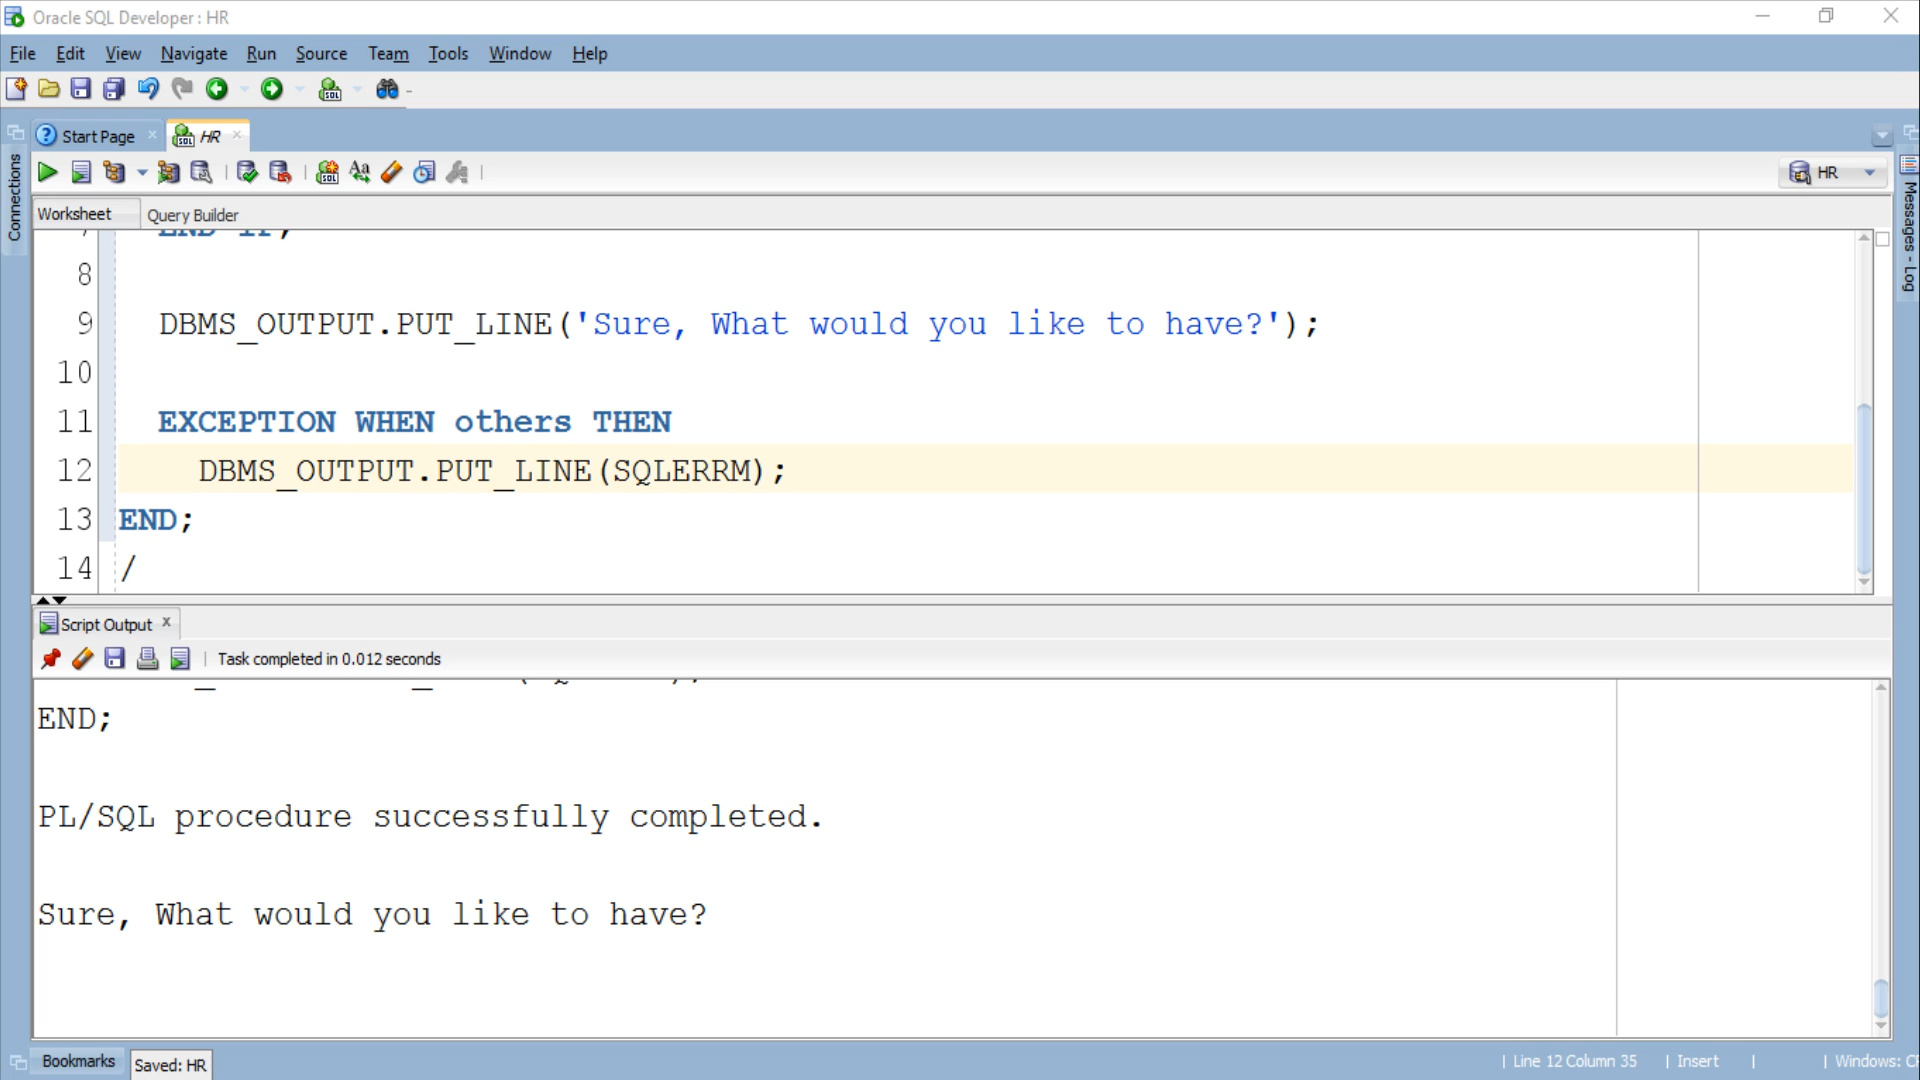 Oracle SQL Developer : HR
File Edit View Navigate Run Source Team Tools Window Help
Start Page HR
HR
Connections
Messages - Log
Worksheet Query Builder
7 END IF;
8
9 DBMS_OUTPUT.PUT_LINE('Sure, What would you like to have?');
10
11 EXCEPTION WHEN others THEN
12 DBMS_OUTPUT.PUT_LINE(SQLERRM);
13 END;
14 /
Script Output
Task completed in 0.012 seconds
END;
PL/SQL procedure successfully completed.
Sure, What would you like to have?
Bookmarks Saved: HR
Line 12 Column 35 Insert Windows: